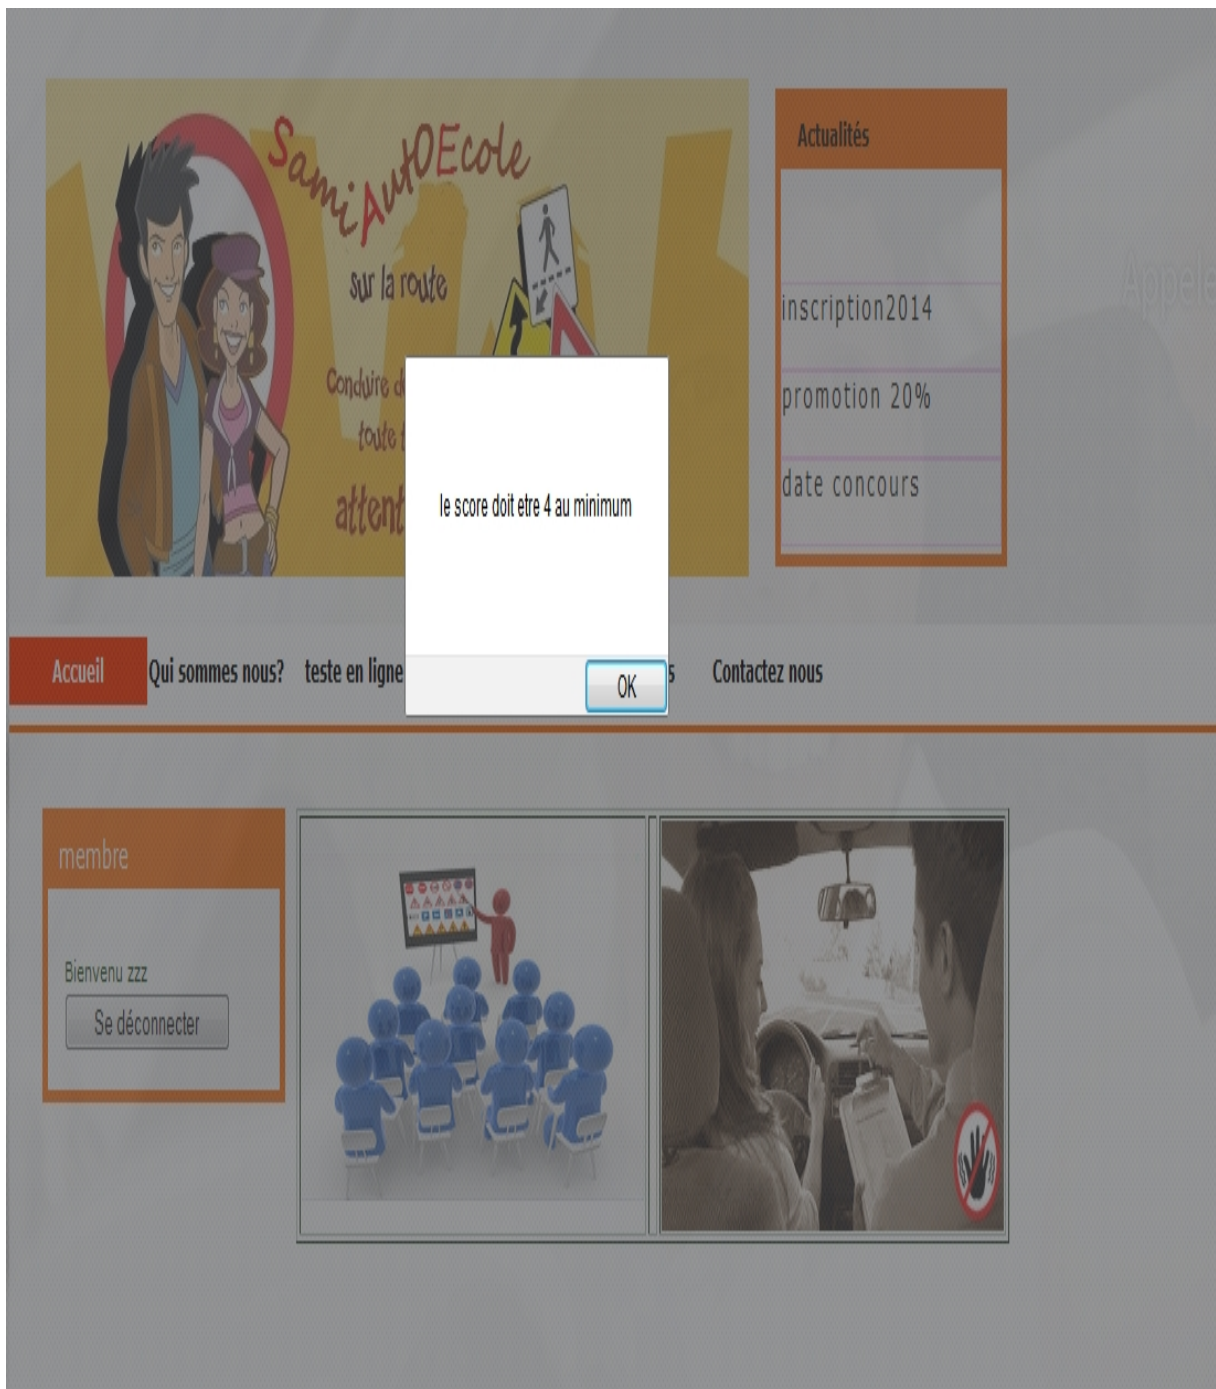 SamiAutOEcole
sur la route
Conduire
toute
attent
Actualités
inscription2014
promotion 20%
date concours
Appele
le score doit etre 4 au minimum
OK
Accueil Qui sommes nous? teste en ligne Contactez nous
membre
Bienvenu zzz
Se déconnecter